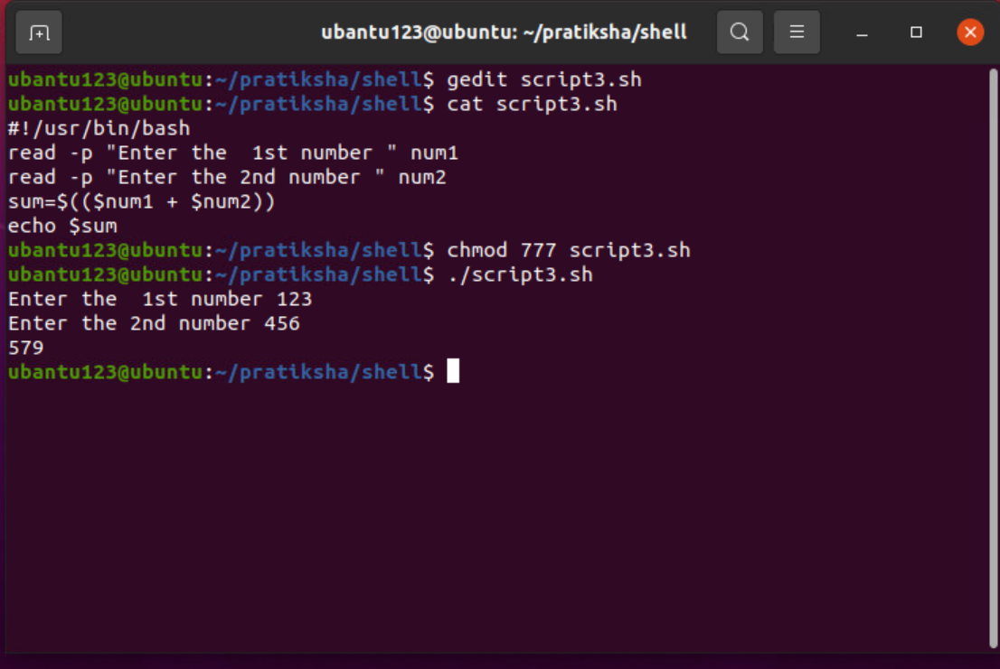 ubantu123@ubuntu: ~/pratiksha/shell
ubantu123@ubuntu:~/pratiksha/shell$ gedit script3.sh
ubantu123@ubuntu:~/pratiksha/shell$ cat script3.sh
#!/usr/bin/bash
read -p "Enter the  1st number " num1
read -p "Enter the 2nd number " num2
sum=$(($num1 + $num2))
echo $sum
ubantu123@ubuntu:~/pratiksha/shell$ chmod 777 script3.sh
ubantu123@ubuntu:~/pratiksha/shell$ ./script3.sh
Enter the  1st number 123
Enter the 2nd number 456
579
ubantu123@ubuntu:~/pratiksha/shell$